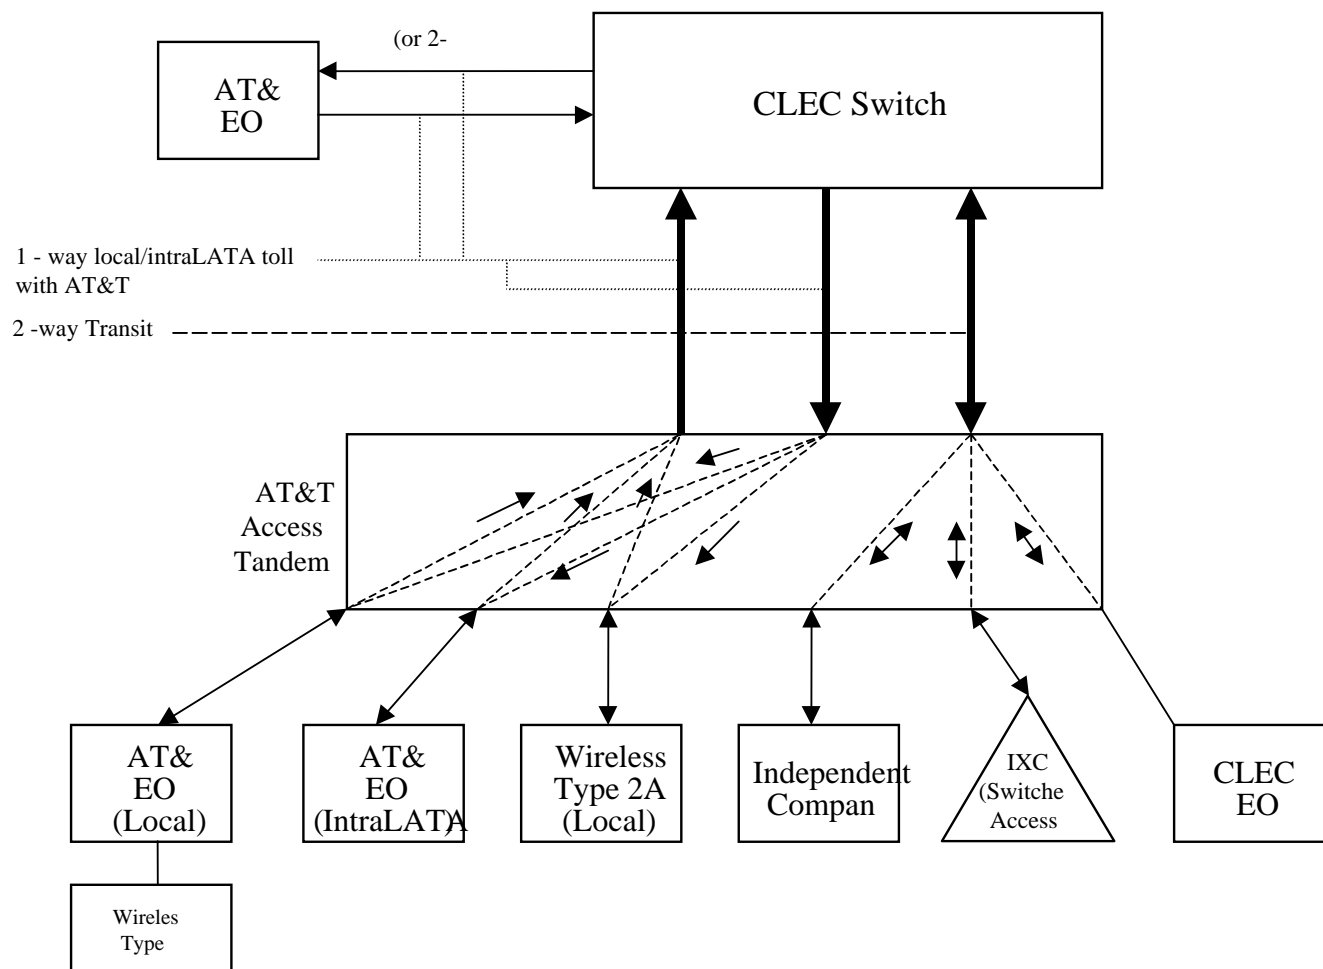 (or 2-
AT&
EO
CLEC Switch
1 - way local/intraLATA toll
with AT&T
2 -way Transit
AT&T
Access
Tandem
AT&
EO
(Local)
AT&
EO
(IntraLATA)
Wireless
Type 2A
(Local)
Independent
Compan
IXC
(Switche
Access
CLEC
EO
Wireles
Type